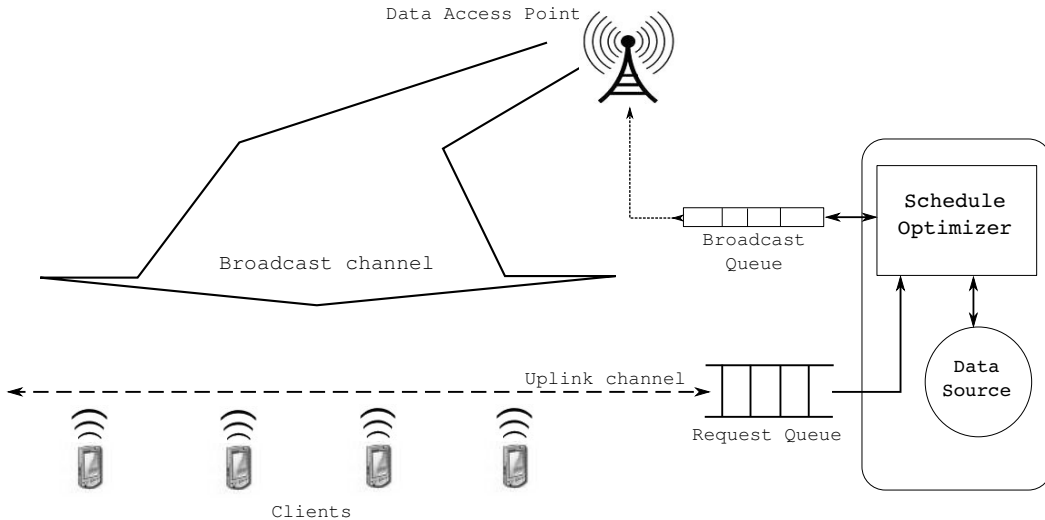 Data Access Point
Schedule
Optimizer
Broadcast
Queue
Broadcast channel
Data
Source
Uplink channel
Request Queue
Clients